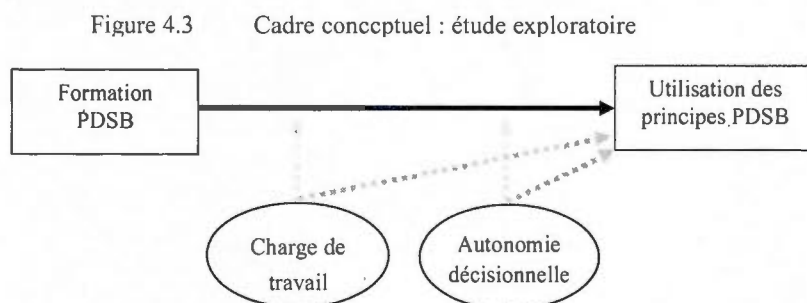 Figure 4.3 Cadre conceptuel : étude exploratoire
Formation
PDSB
Utilisation des
principes PDSB
Charge de
travail
Autonomie
décisionnelle